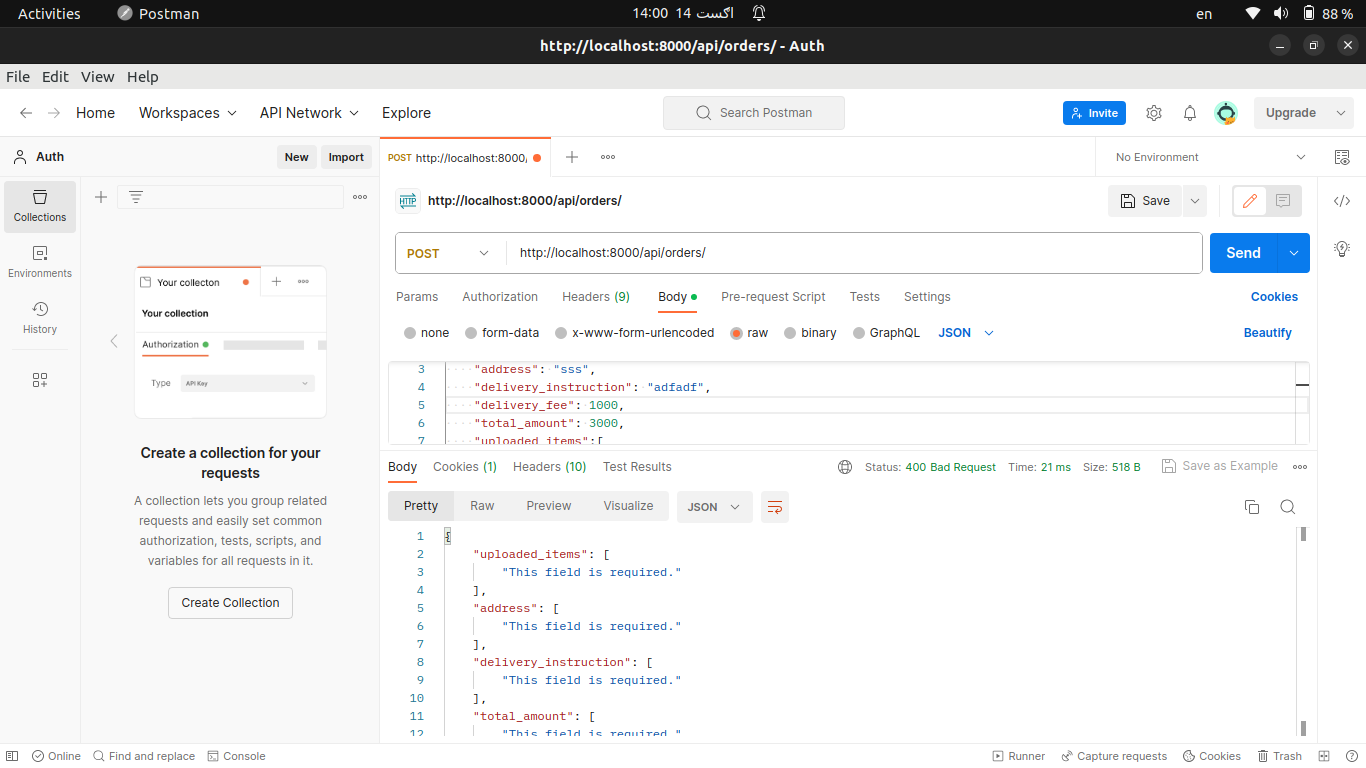 Activities Postman 14:00 اگست 14 en 88 %
http://localhost:8000/api/orders/ - Auth
File Edit View Help
Home Workspaces API Network Explore Search Postman Invite Upgrade
Auth New Import POST http://localhost:8000/ No Environment
Collections
Environments
History
Your collecton
Your collection
Authorization
Type API Key
Create a collection for your
requests
A collection lets you group related
requests and easily set common
authorization, tests, scripts, and
variables for all requests in it.
Create Collection
HTTP http://localhost:8000/api/orders/ Save
POST http://localhost:8000/api/orders/ Send
Params Authorization Headers (9) Body Pre-request Script Tests Settings Cookies
none form-data x-www-form-urlencoded raw binary GraphQL JSON Beautify
3 "address": "sss",
4 "delivery_instruction": "adfadf",
5 "delivery_fee": 1000,
6 "total_amount": 3000,
7 "uploaded_items":[
Body Cookies (1) Headers (10) Test Results Status: 400 Bad Request Time: 21 ms Size: 518 B Save as Example
Pretty Raw Preview Visualize JSON
1 {
2 "uploaded_items": [
3 "This field is required."
4 ],
5 "address": [
6 "This field is required."
7 ],
8 "delivery_instruction": [
9 "This field is required."
10 ],
11 "total_amount": [
12 "This field is required."
Online Find and replace Console Runner Capture requests Cookies Trash